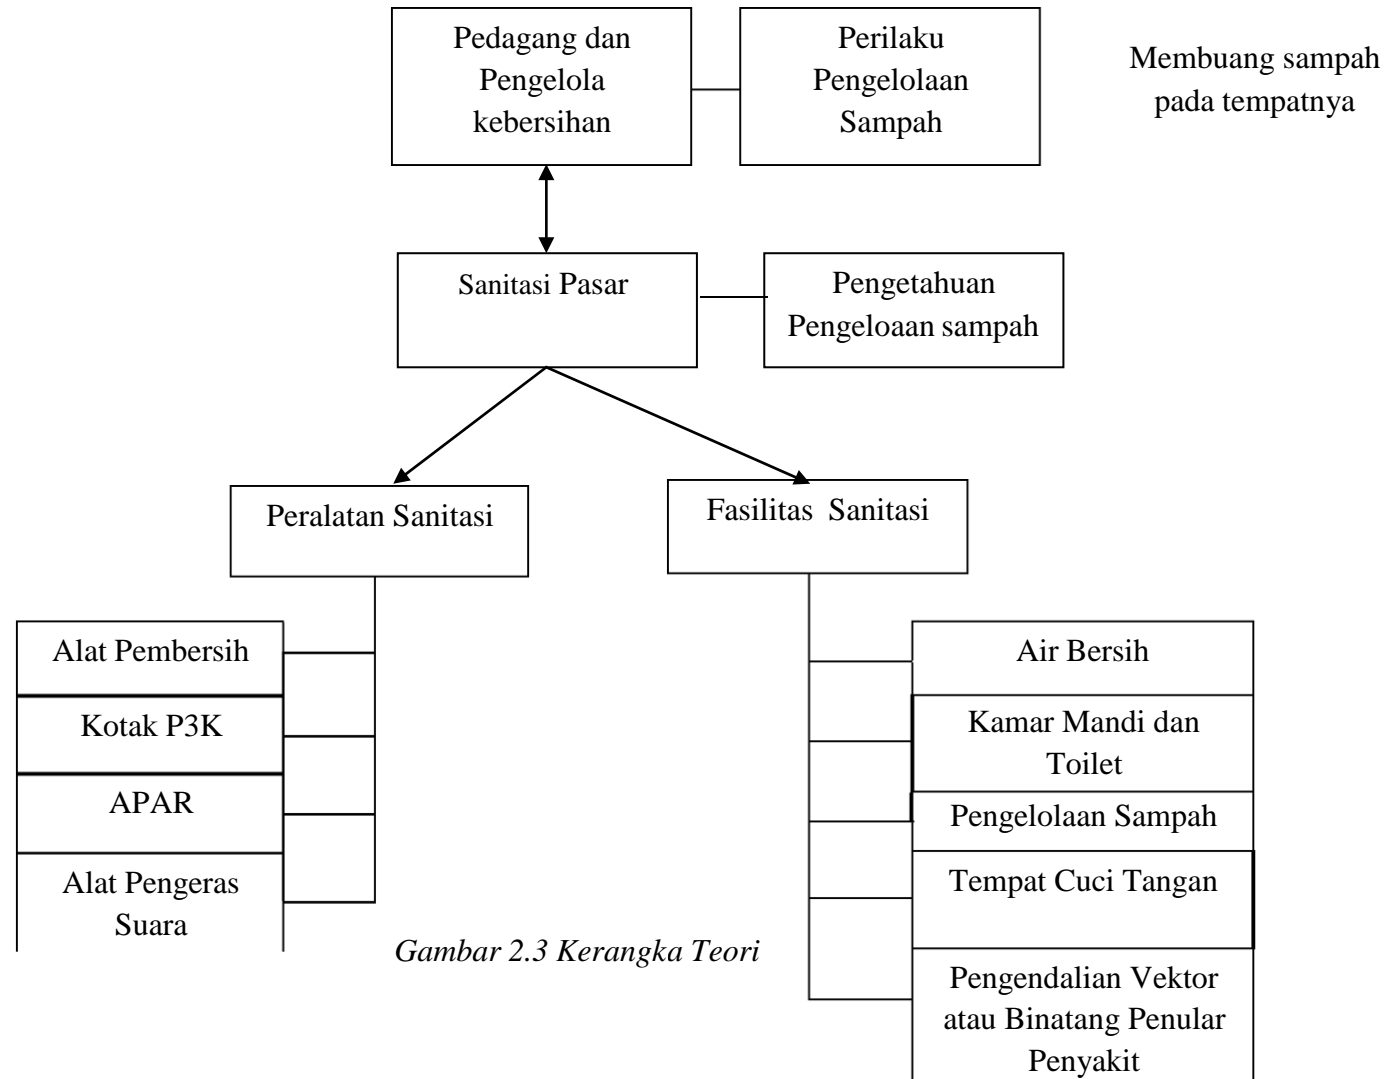 Pedagang dan
Pengelola
kebersihan
Perilaku
Pengelolaan
Sampah
Membuang sampah
pada tempatnya
Sanitasi Pasar
Pengetahuan
Pengeloaan sampah
Peralatan Sanitasi
Fasilitas Sanitasi
Alat Pembersih
Kotak P3K
APAR
Alat Pengeras
Suara
Air Bersih
Kamar Mandi dan
Toilet
Pengelolaan Sampah
Tempat Cuci Tangan
Pengendalian Vektor
atau Binatang Penular
Penyakit
Gambar 2.3 Kerangka Teori